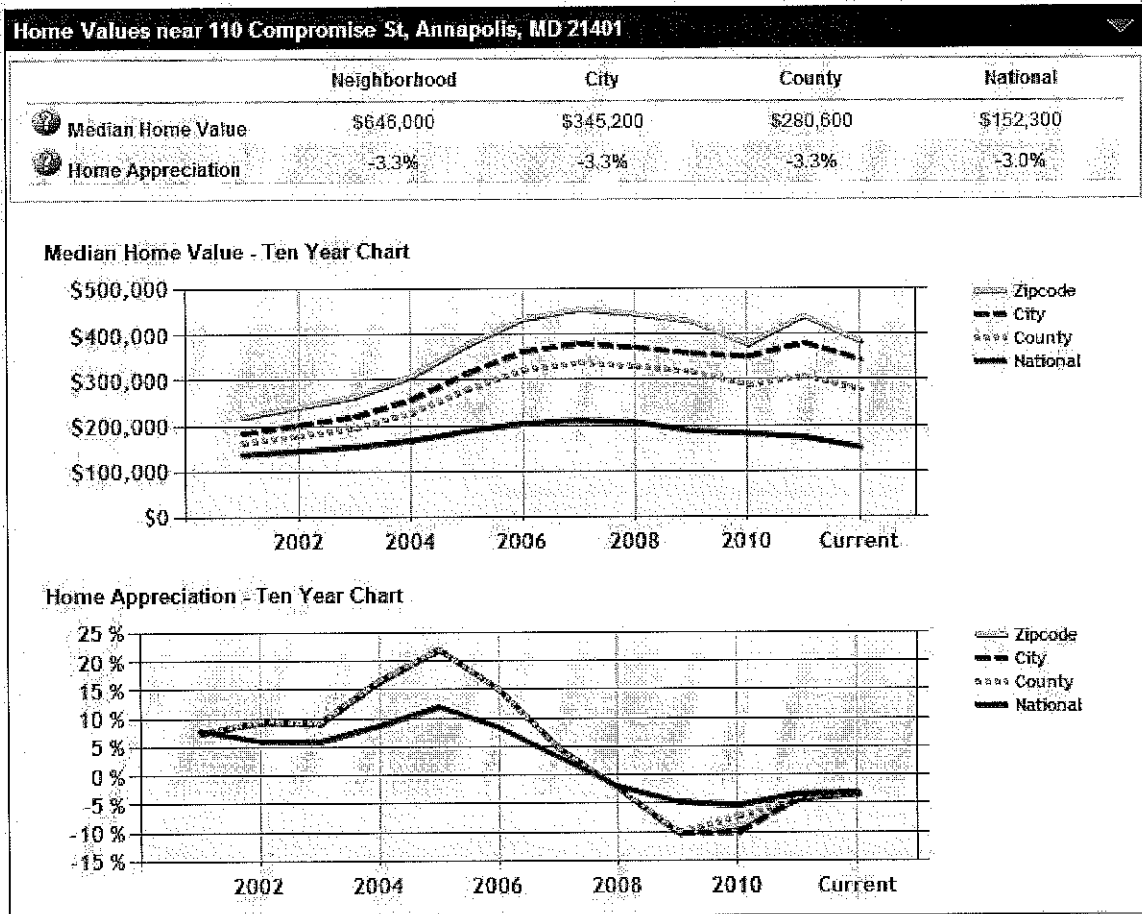 Home Values near 110 Compromise St, Annapolis, MD 21401
Neighborhood City County National
Median Home Value $646,000 $345,200 $280,600 $152,300
Home Appreciation -3.3% -3.3% -3.3% -3.0%
Median Home Value - Ten Year Chart
$500,000
$400,000
$300,000
$200,000
$100,000
$0
2002 2004 2006 2008 2010 Current
Zipcode
City
County
National
Home Appreciation - Ten Year Chart
25 %
20 %
15 %
10 %
5 %
0 %
-5 %
-10 %
-15 %
2002 2004 2006 2008 2010 Current
Zipcode
City
County
National